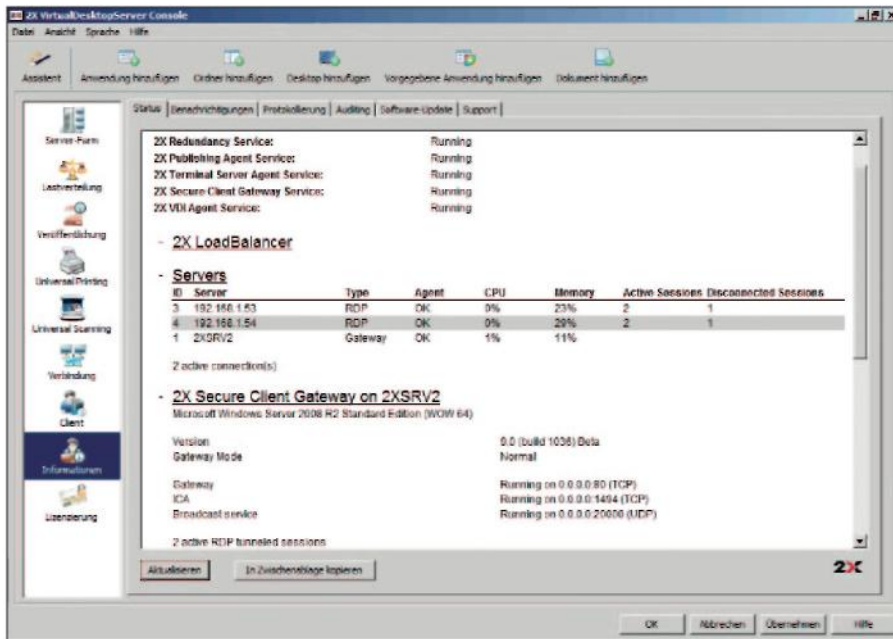 2X VirtualDesktopServer Console
Datei Ansicht Sprache Hilfe
Assistent Anwendung hinzufügen Ordner hinzufügen Desktop hinzufügen Vorgegebene Anwendung hinzufügen Dokument hinzufügen
Status Benachrichtigungen Protokollierung Auditing Software-Update Support
Server-Farm
Lastverteilung
Veröffentlichung
Universal Printing
Universal Scanning
Verbindung
Client
Informationen
Lizenzierung
2X Redundancy Service: Running
2X Publishing Agent Service: Running
2X Terminal Server Agent Service: Running
2X Secure Client Gateway Service: Running
2X VDI Agent Service: Running
- 2X LoadBalancer
- Servers
ID Server Type Agent CPU Memory Active Sessions Disconnected Sessions
3 192.168.1.53 RDP OK 0% 23% 2 1
4 192.168.1.54 RDP OK 0% 29% 2 1
1 2XSRV2 Gateway OK 1% 11%
2 active connection(s)
- 2X Secure Client Gateway on 2XSRV2
Microsoft Windows Server 2008 R2 Standard Edition (WOW 64)
Version 9.0 (build 1036) Beta
Gateway Mode Normal
Gateway Running on 0.0.0.0:80 (TCP)
ICA Running on 0.0.0.0:1494 (TCP)
Broadcast service Running on 0.0.0.0:20000 (UDP)
2 active RDP tunneled sessions
Aktualisieren In Zwischenablage kopieren 2X
OK Abbrechen Übernehmen Hilfe